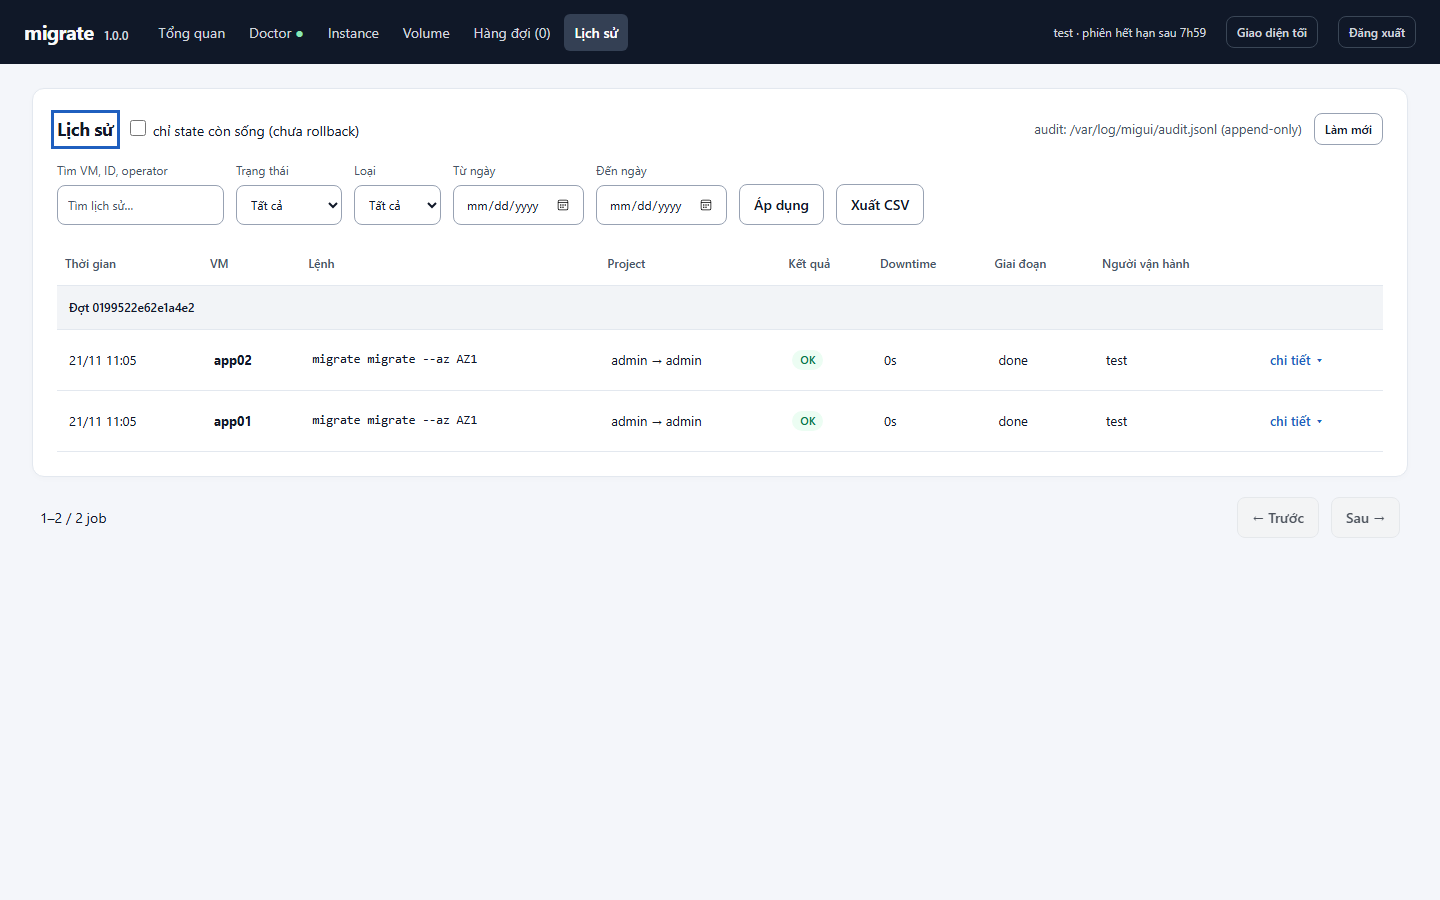 migrate 1.0.0 Tổng quan Doctor Instance Volume Hàng đợi (0) Lịch sử test · phiên hết hạn sau 7h59 Giao diện tối Đăng xuất
Lịch sử chỉ state còn sống (chưa rollback) audit: /var/log/migui/audit.jsonl (append-only) Làm mới
Tìm VM, ID, operator Trạng thái Loại Từ ngày Đến ngày
Tìm lịch sử... Tất cả Tất cả mm/dd/yyyy mm/dd/yyyy Áp dụng Xuất CSV
Thời gian VM Lệnh Project Kết quả Downtime Giai đoạn Người vận hành
Đợt 0199522e62e1a4e2
21/11 11:05 app02 migrate migrate --az AZ1 admin → admin OK 0s done test chi tiết ▾
21/11 11:05 app01 migrate migrate --az AZ1 admin → admin OK 0s done test chi tiết ▾
1–2 / 2 job ← Trước Sau →